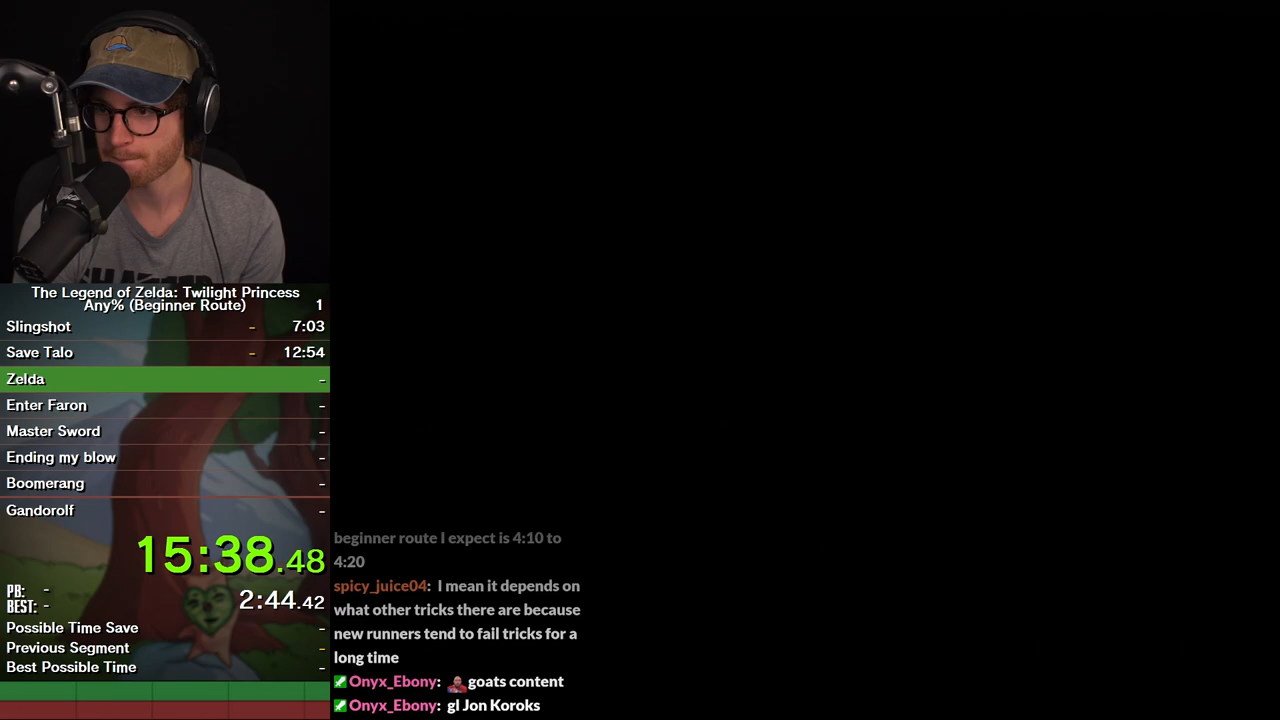 The Legend of Zelda: Twilight Princess
Any% (Beginner Route) 1
Slingshot - 7:03
Save Talo - 12:54
Zelda -
Enter Faron -
Master Sword -
Ending my blow -
Boomerang -
Gandorolf -
15:38.48
PB: -
BEST: - 2:44.42
Possible Time Save -
Previous Segment -
Best Possible Time -
beginner route I expect is 4:10 to
4:20
spicy_juice04: I mean it depends on
what other tricks there are because
new runners tend to fail tricks for a
long time
Onyx_Ebony: goats content
Onyx_Ebony: gl Jon Koroks